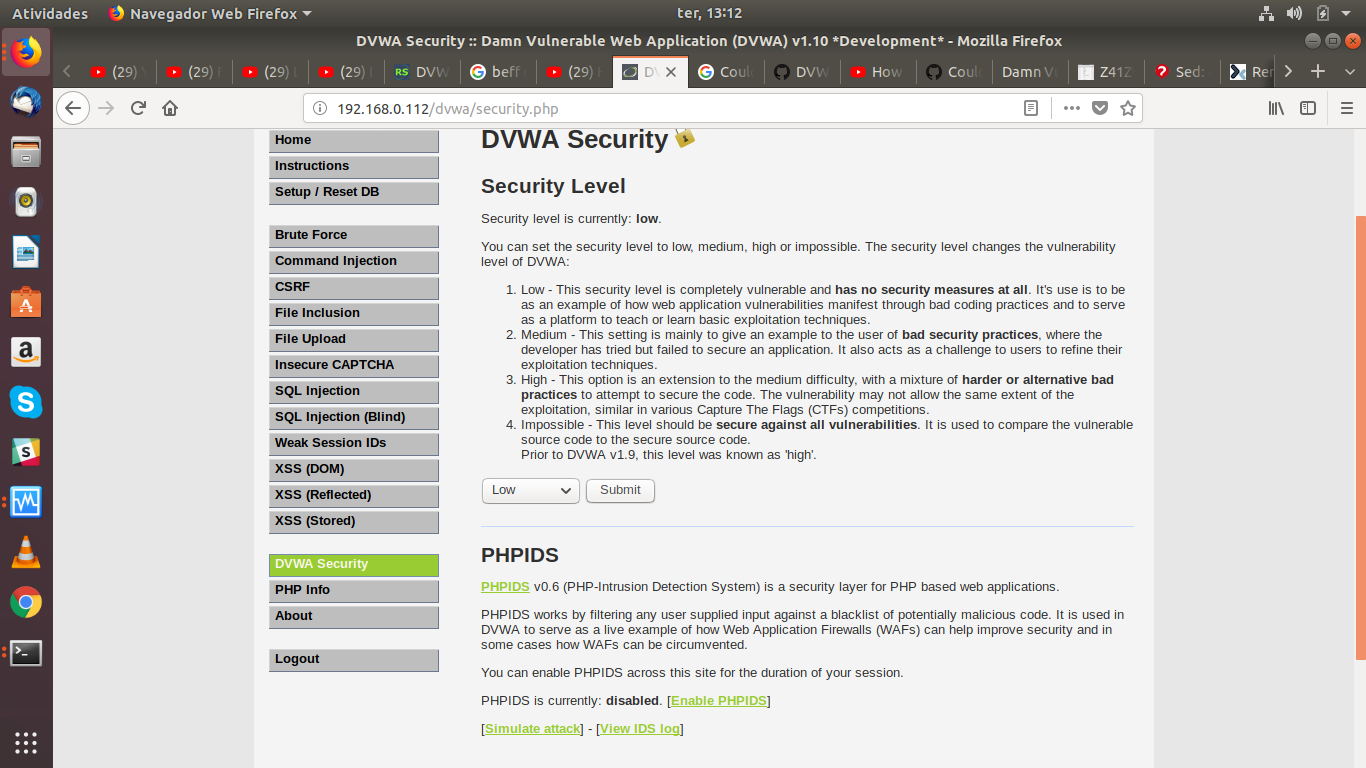 Atividades Navegador Web Firefox ter, 13:12
DVWA Security :: Damn Vulnerable Web Application (DVWA) v1.10 *Development* - Mozilla Firefox
(29) (29) (29) (29) DVW beff (29) Coul DVW How Coul Damn Z41Z Sed: Rer
192.168.0.112/dvwa/security.php
Home
Instructions
Setup / Reset DB
Brute Force
Command Injection
CSRF
File Inclusion
File Upload
Insecure CAPTCHA
SQL Injection
SQL Injection (Blind)
Weak Session IDs
XSS (DOM)
XSS (Reflected)
XSS (Stored)
DVWA Security
PHP Info
About
Logout
DVWA Security
Security Level
Security level is currently: low.
You can set the security level to low, medium, high or impossible. The security level changes the vulnerability
level of DVWA:
1. Low - This security level is completely vulnerable and has no security measures at all. It's use is to be
as an example of how web application vulnerabilities manifest through bad coding practices and to serve
as a platform to teach or learn basic exploitation techniques.
2. Medium - This setting is mainly to give an example to the user of bad security practices, where the
developer has tried but failed to secure an application. It also acts as a challenge to users to refine their
exploitation techniques.
3. High - This option is an extension to the medium difficulty, with a mixture of harder or alternative bad
practices to attempt to secure the code. The vulnerability may not allow the same extent of the
exploitation, similar in various Capture The Flags (CTFs) competitions.
4. Impossible - This level should be secure against all vulnerabilities. It is used to compare the vulnerable
source code to the secure source code.
Prior to DVWA v1.9, this level was known as 'high'.
Low Submit
PHPIDS
PHPIDS v0.6 (PHP-Intrusion Detection System) is a security layer for PHP based web applications.
PHPIDS works by filtering any user supplied input against a blacklist of potentially malicious code. It is used in
DVWA to serve as a live example of how Web Application Firewalls (WAFs) can help improve security and in
some cases how WAFs can be circumvented.
You can enable PHPIDS across this site for the duration of your session.
PHPIDS is currently: disabled. [Enable PHPIDS]
[Simulate attack] - [View IDS log]